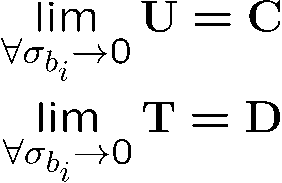 lim_{∀σ_{b_i}→0} U = C
lim_{∀σ_{b_i}→0} T = D